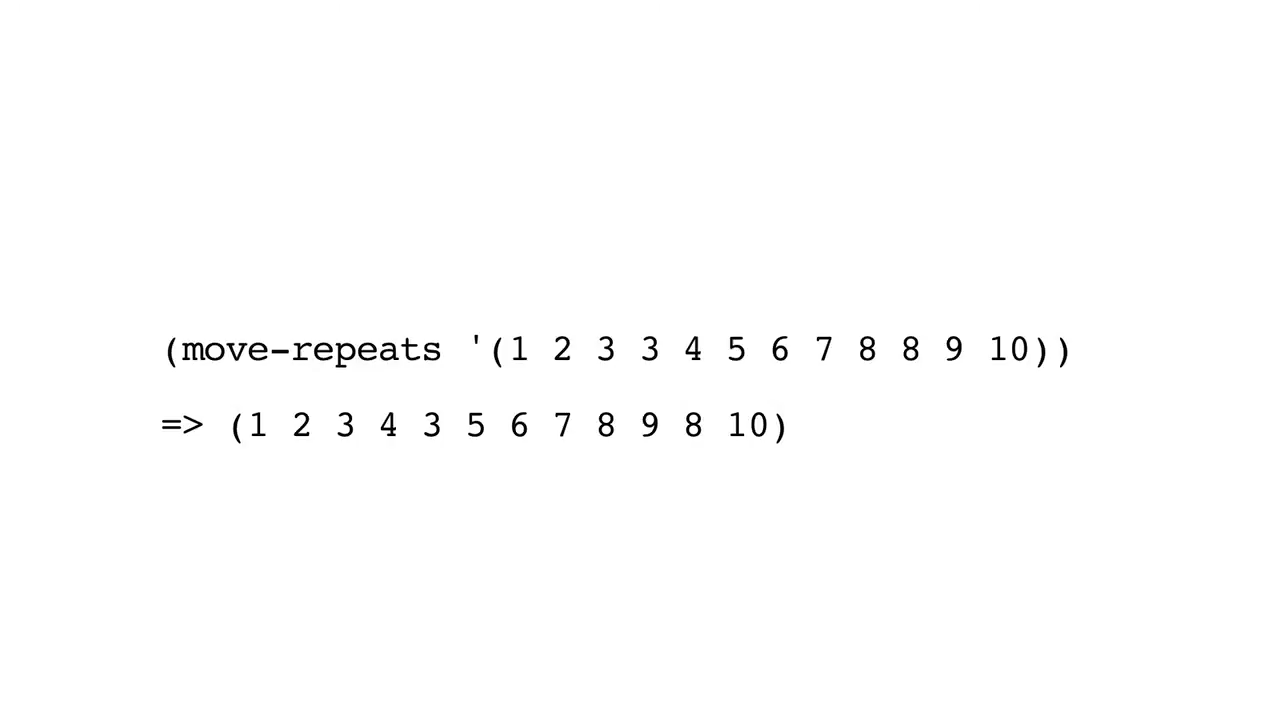 (move-repeats '(1 2 3 3 4 5 6 7 8 8 9 10))
=> (1 2 3 4 3 5 6 7 8 9 8 10)